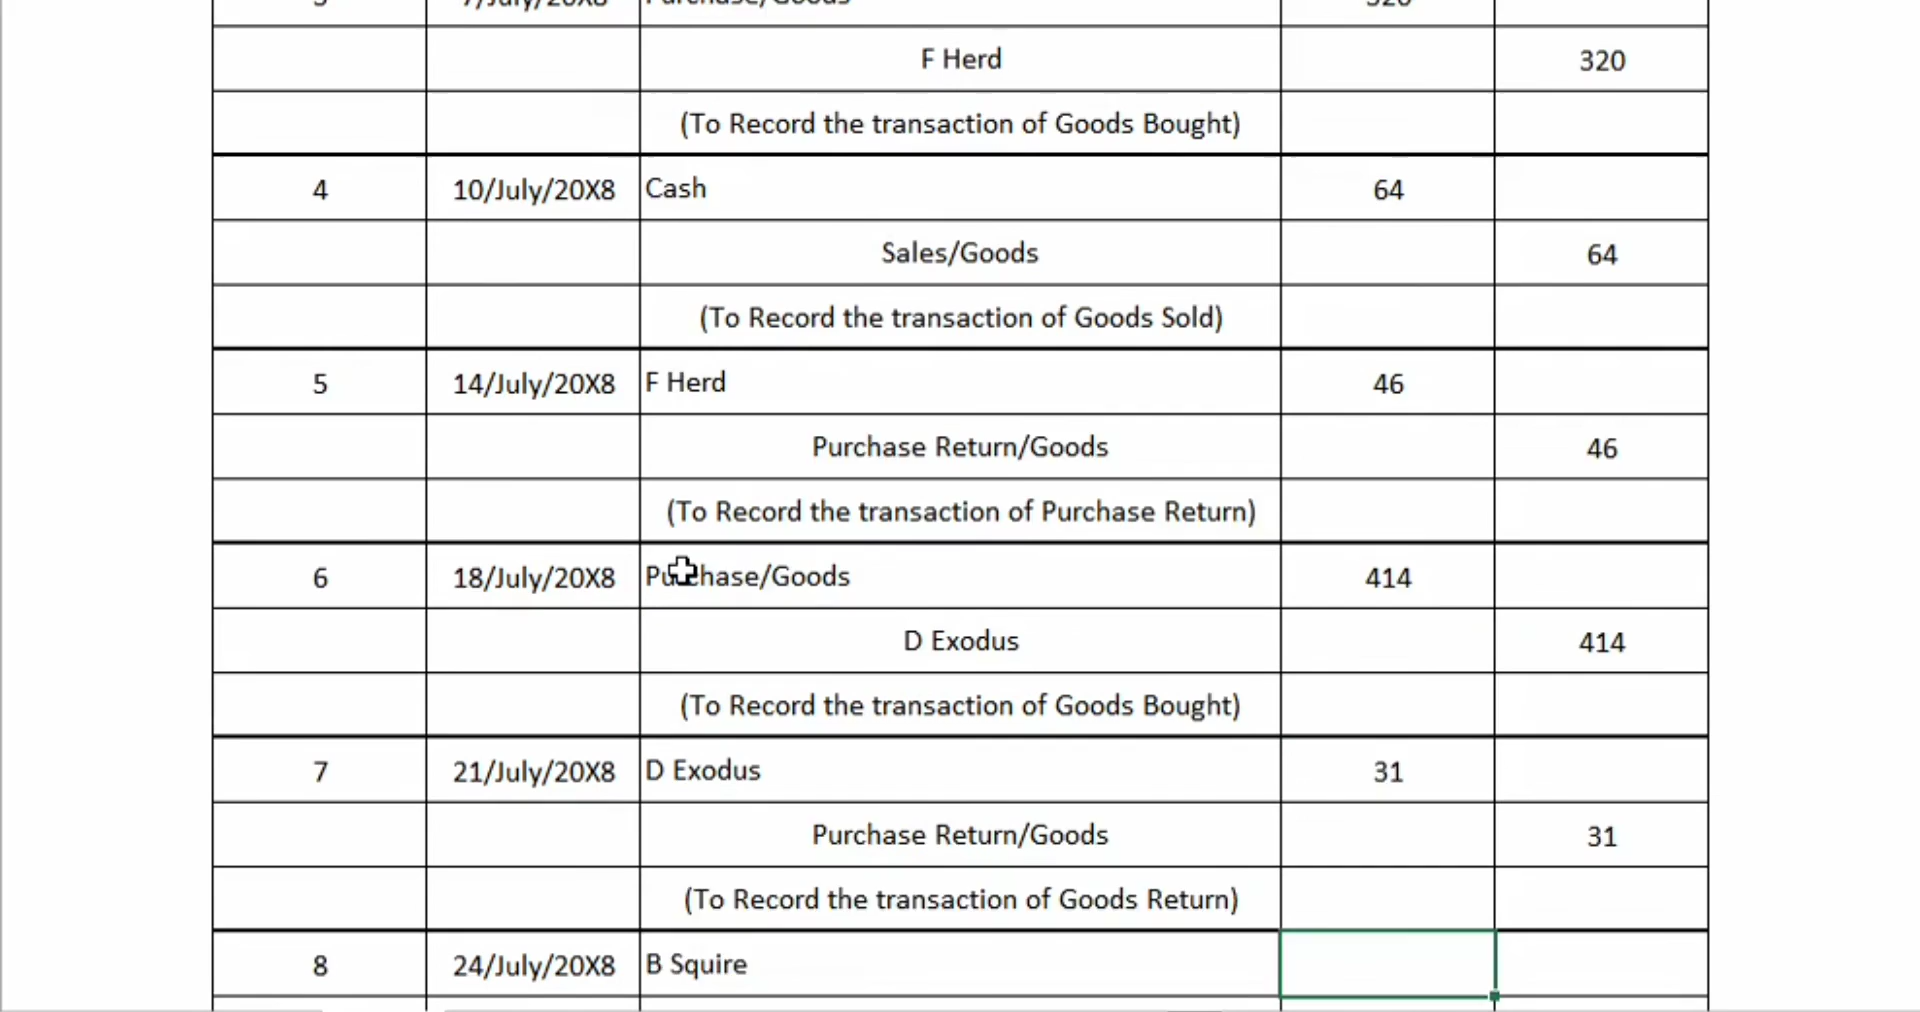 F Herd 320
(To Record the transaction of Goods Bought)
4 10/July/20X8 Cash 64
Sales/Goods 64
(To Record the transaction of Goods Sold)
5 14/July/20X8 F Herd 46
Purchase Return/Goods 46
(To Record the transaction of Purchase Return)
6 18/July/20X8 Purchase/Goods 414
D Exodus 414
(To Record the transaction of Goods Bought)
7 21/July/20X8 D Exodus 31
Purchase Return/Goods 31
(To Record the transaction of Goods Return)
8 24/July/20X8 B Squire